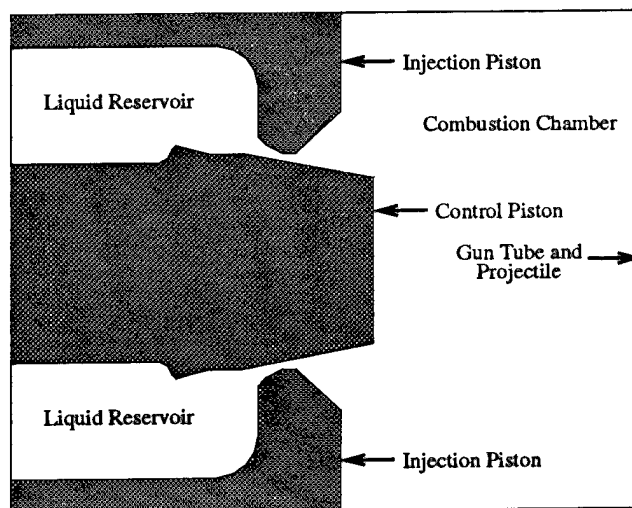 Injection Piston
Liquid Reservoir
Combustion Chamber
Control Piston
Gun Tube and
Projectile
Liquid Reservoir
Injection Piston